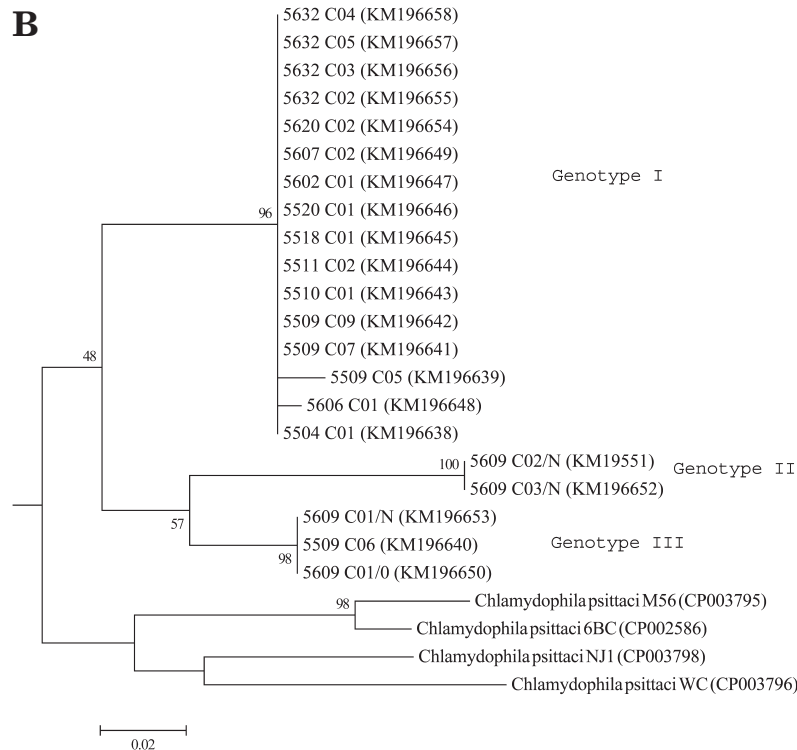 B
5632 C04 (KM196658)
5632 C05 (KM196657)
5632 C03 (KM196656)
5632 C02 (KM196655)
5620 C02 (KM196654)
5607 C02 (KM196649)
5602 C01 (KM196647)
Genotype I
96
5520 C01 (KM196646)
5518 C01 (KM196645)
5511 C02 (KM196644)
5510 C01 (KM196643)
5509 C09 (KM196642)
5509 C07 (KM196641)
48
5509 C05 (KM196639)
5606 C01 (KM196648)
5504 C01 (KM196638)
100
5609 C02/N (KM19551)
Genotype II
5609 C03/N (KM196652)
57
5609 C01/N (KM196653)
5509 C06 (KM196640)
Genotype III
98
5609 C01/0 (KM196650)
98
Chlamydophila psittaci M56 (CP003795)
Chlamydophila psittaci 6BC (CP002586)
Chlamydophila psittaci NJ1 (CP003798)
Chlamydophila psittaci WC (CP003796)
0.02